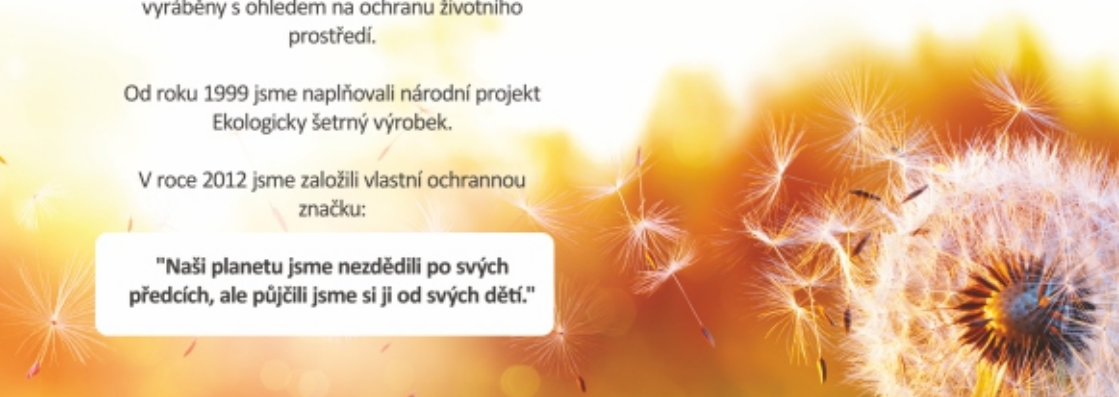 vyráběny s ohledem na ochranu životního
prostředí.
Od roku 1999 jsme naplňovali národní projekt
Ekologicky šetrný výrobek.
V roce 2012 jsme založili vlastní ochrannou
značku:
"Naši planetu jsme nezdědili po svých
předcích, ale půjčili jsme si ji od svých dětí."